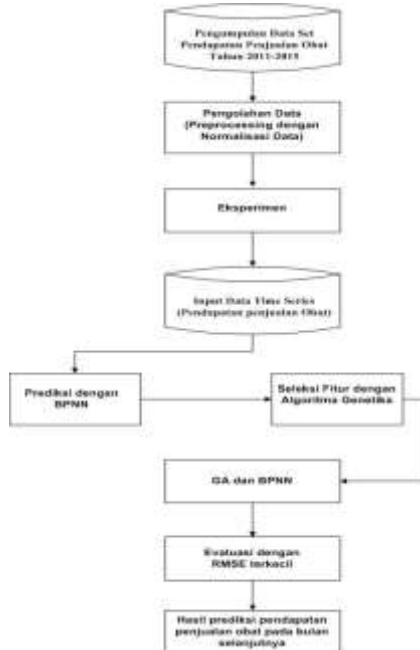 Pengumpulan Data Set
Pendapatan Penjualan Obat
Tahun 2011-2015
Pengolahan Data
(Preprocessing dengan
Normalisasi Data)
Eksperimen
Input Data Time Series
(Pendapatan penjualan Obat)
Prediksi dengan
BPNN
Seleksi Fitur dengan
Algoritma Genetika
GA dan BPNN
Evaluasi dengan
RMSE terkecil
Hasil prediksi pendapatan
penjualan obat pada bulan
selanjutnya